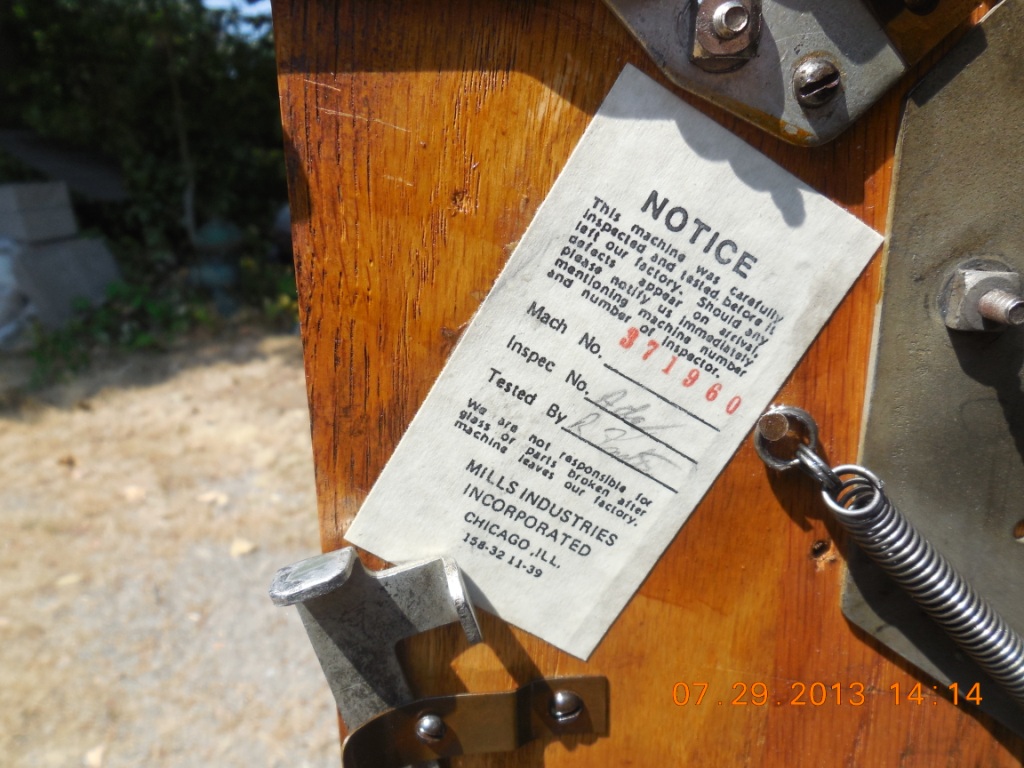 NOTICE
This machine was carefully
inspected and tested before it
left our factory. Should any
defects appear on arrival,
please notify us immediately
mentioning machine number
and number of inspector.
Mach No. 371960
Inspec No.
Tested By
We are not responsible for
glass or parts broken after
machine leaves our factory.
MILLS INDUSTRIES
INCORPORATED
CHICAGO, ILL.
158-32 11-39
07.29.2013 14:14